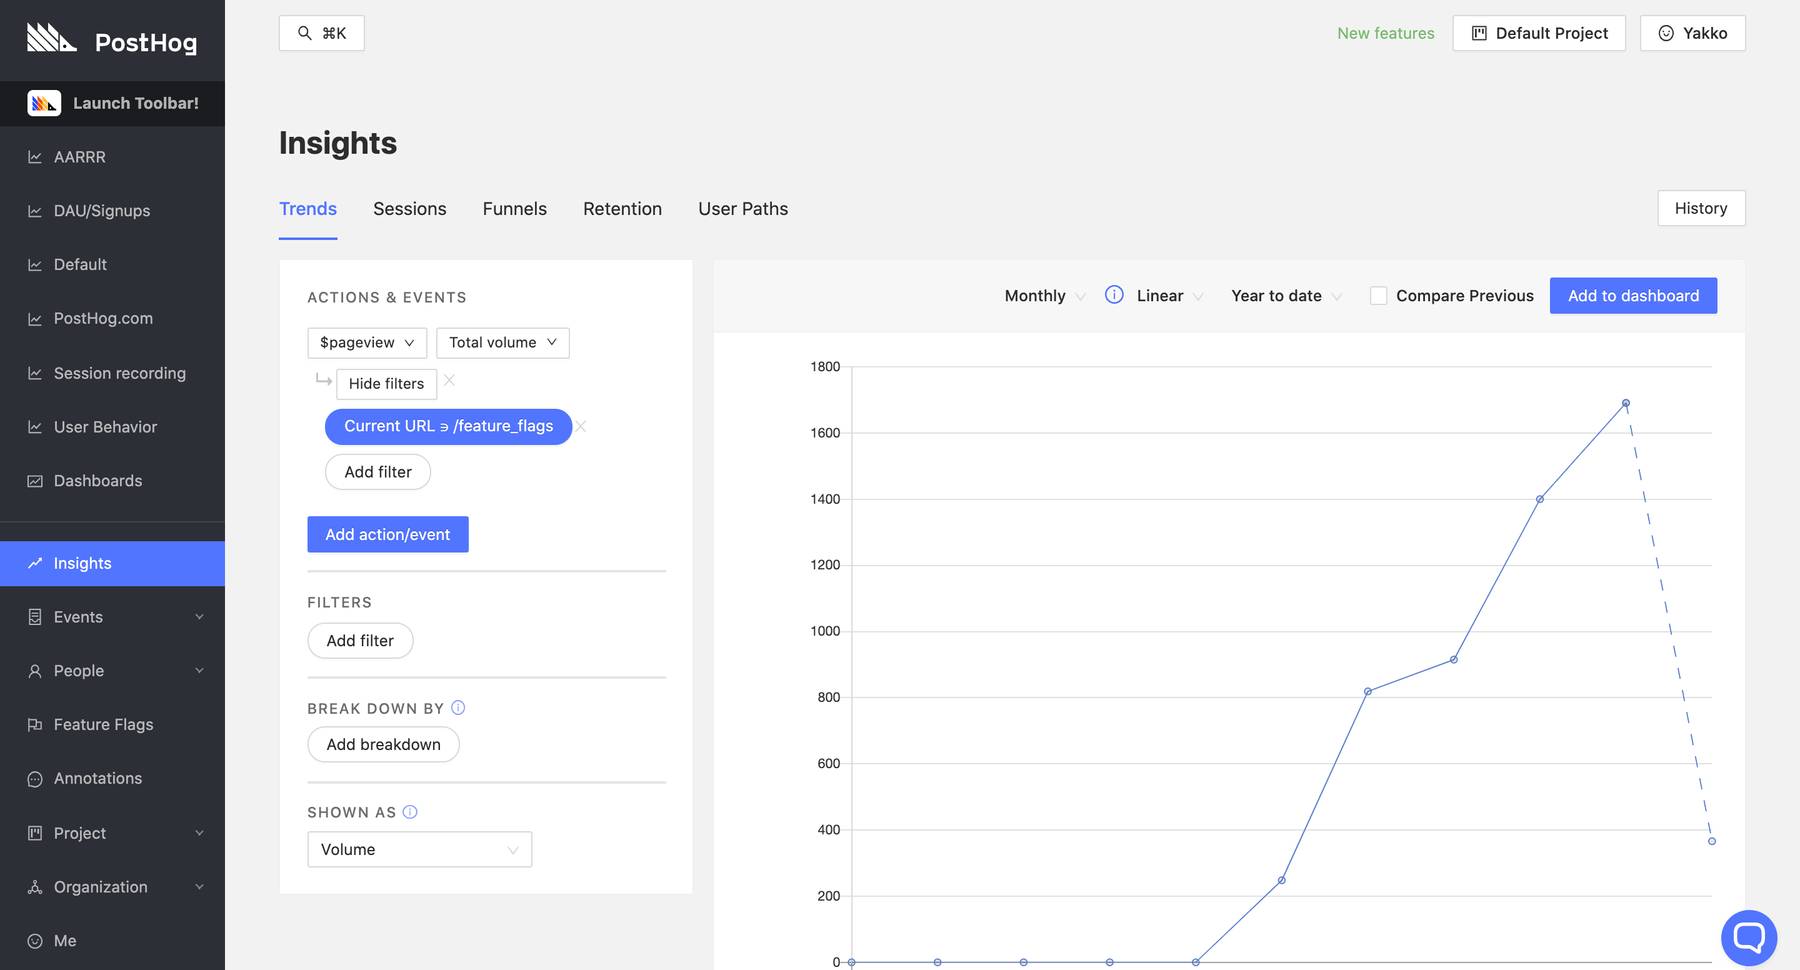 PostHog
Launch Toolbar!
AARRR
DAU/Signups
Default
PostHog.com
Session recording
User Behavior
Dashboards
Insights
Events
People
Feature Flags
Annotations
Project
Organization
Me
⌘K
New features
Default Project
Yakko
Insights
Trends
Sessions
Funnels
Retention
User Paths
History
ACTIONS & EVENTS
$pageview
Total volume
Hide filters
Current URL ∋ /feature_flags
Add filter
Add action/event
FILTERS
Add filter
BREAK DOWN BY
Add breakdown
SHOWN AS
Volume
Monthly
Linear
Year to date
Compare Previous
Add to dashboard
1800
1600
1400
1200
1000
800
600
400
200
0